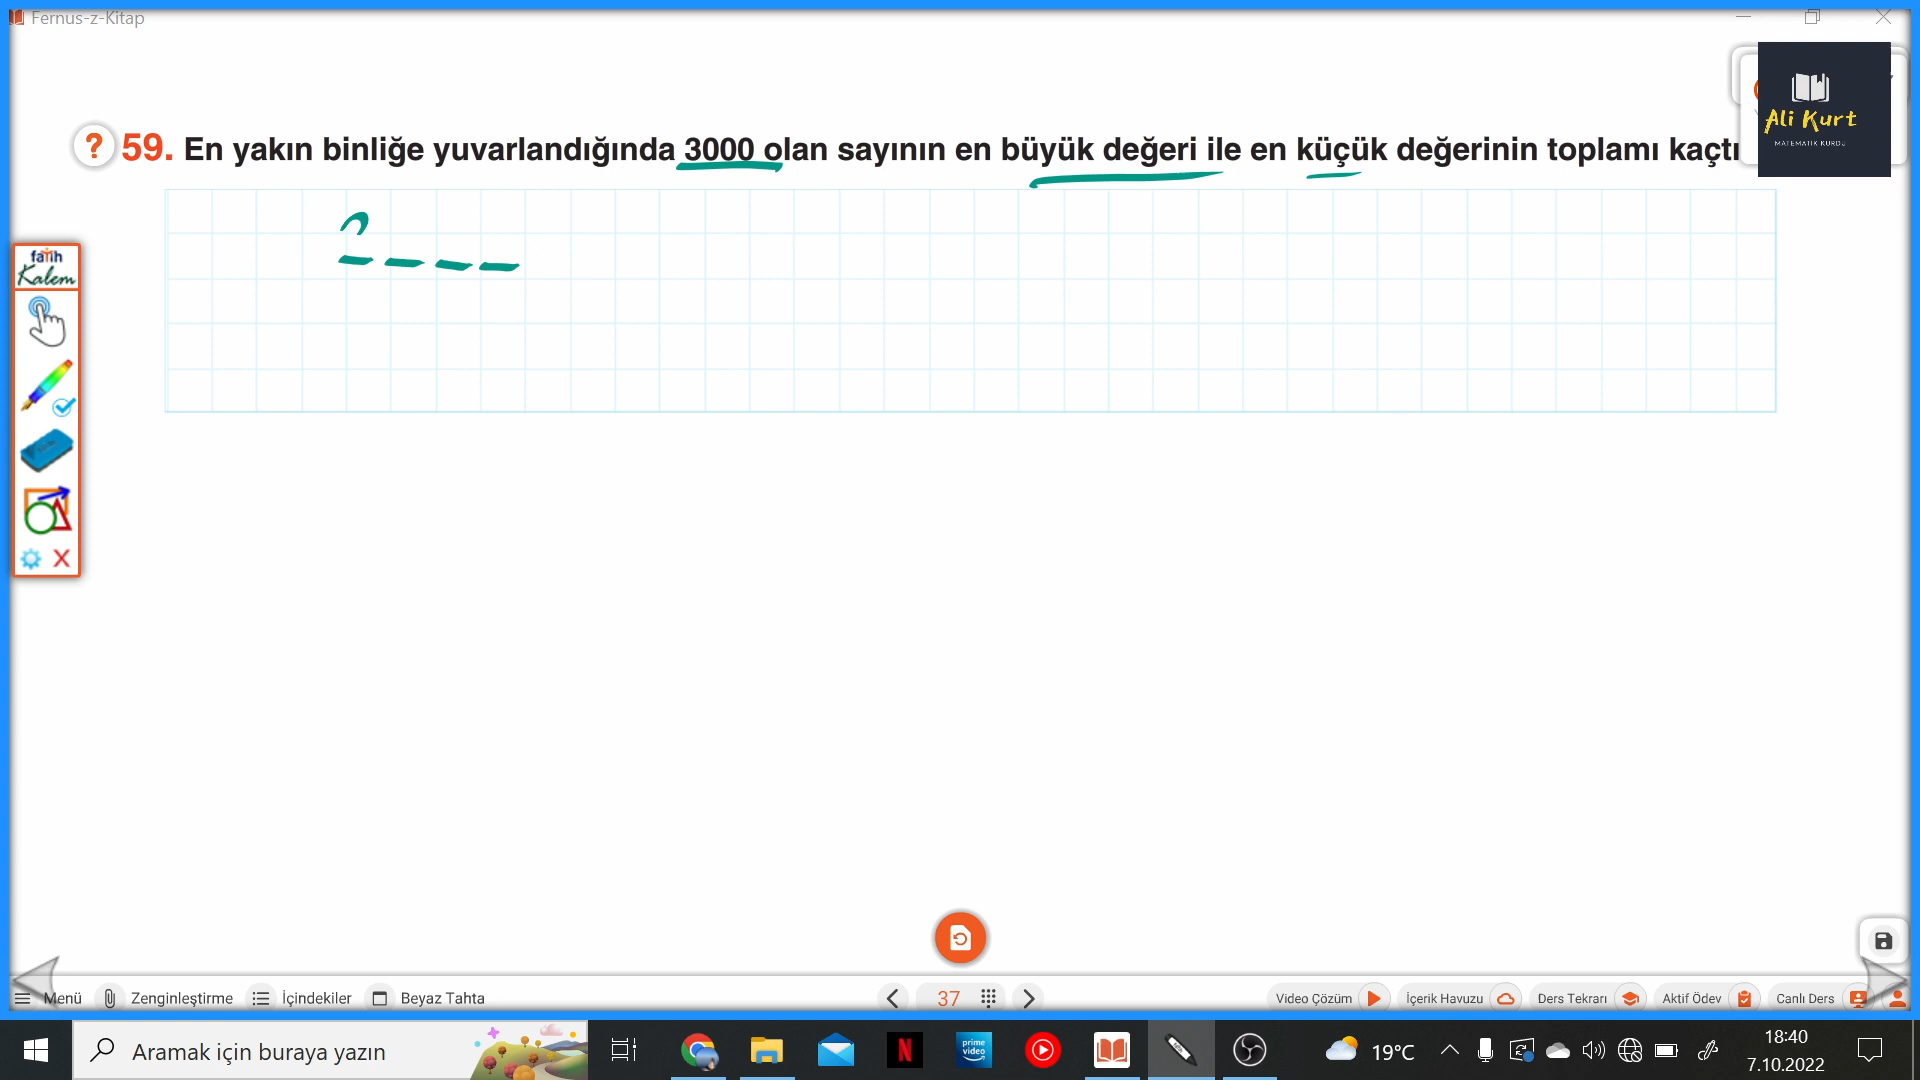 Fernus-z-Kitap
Ali Kurt
MATEMATİK KURDU
? 59. En yakın binliğe yuvarlandığında 3000 olan sayının en büyük değeri ile en küçük değerinin toplamı kaçtı
fatih
Kalem
Menü Zenginleştirme İçindekiler Beyaz Tahta 37 Video Çözüm İçerik Havuzu Ders Tekrarı Aktif Ödev Canlı Ders
Aramak için buraya yazın
prime video
19°C
18:40
7.10.2022